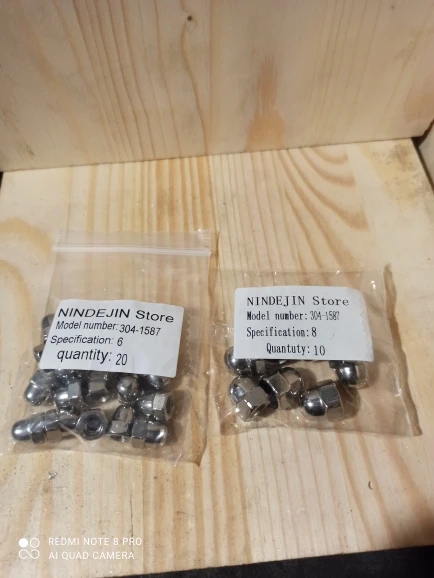 NINDEJIN Store
Model number: 304-1587
Specification: 6
quantity: 20
NINDEJIN Store
Model number: 304-1587
Specification: 8
Quantuty: 10
REDMI NOTE 8 PRO
AI QUAD CAMERA